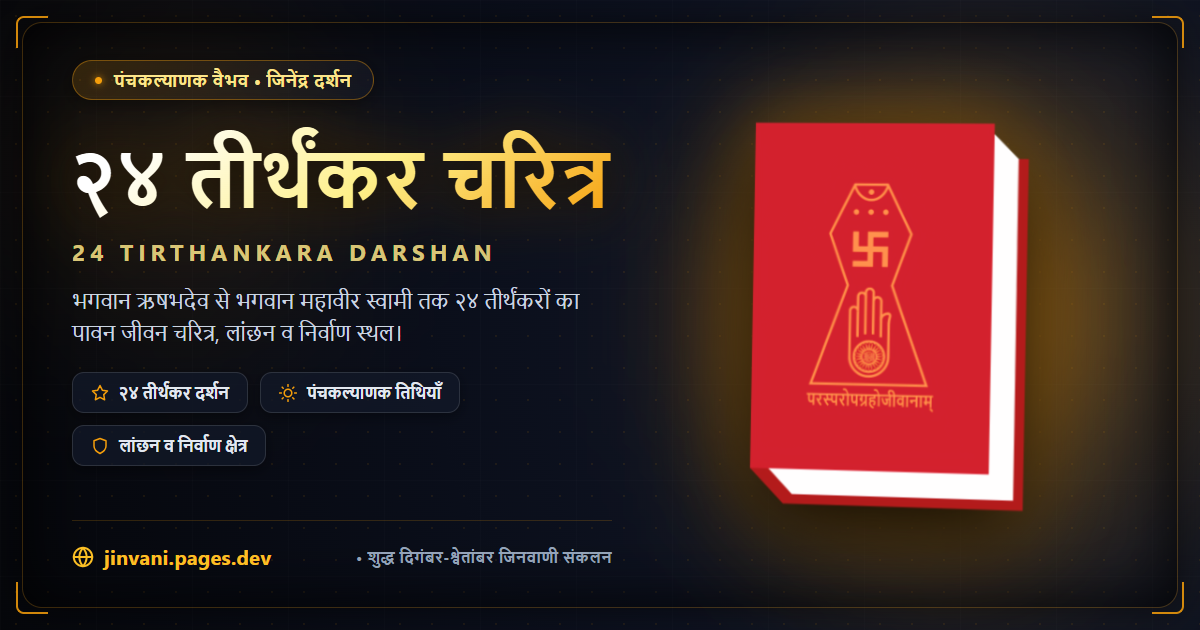 पंचकल्याणक वैभव • जिनेंद्र दर्शन
२४ तीर्थंकर चरित्र
24 TIRTHANKARA DARSHAN
भगवान ऋषभदेव से भगवान महावीर स्वामी तक २४ तीर्थंकरों का
पावन जीवन चरित्र, लांछन व निर्वाण स्थल।
२४ तीर्थंकर दर्शन
पंचकल्याणक तिथियाँ
लांछन व निर्वाण क्षेत्र
jinvani.pages.dev
• शुद्ध दिगंबर-श्वेतांबर जिनवाणी संकलन
परस्परोपग्रहोजीवानाम्